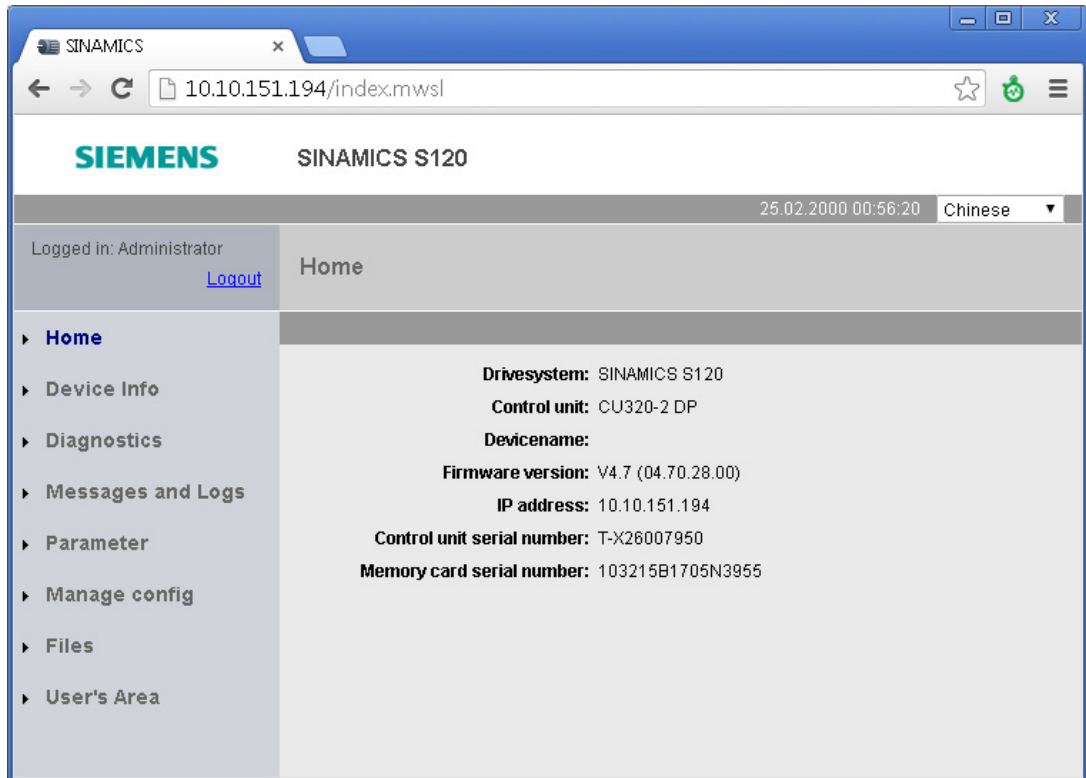 SINAMICS
10.10.151.194/index.mwsl
SIEMENS
SINAMICS S120
25.02.2000 00:56:20 Chinese
Logged in: Administrator
Logout
Home
Home
Device Info
Diagnostics
Messages and Logs
Parameter
Manage config
Files
User's Area
Drivesystem: SINAMICS S120
Control unit: CU320-2 DP
Devicename:
Firmware version: V4.7 (04.70.28.00)
IP address: 10.10.151.194
Control unit serial number: T-X26007950
Memory card serial number: 103215B1705N3955